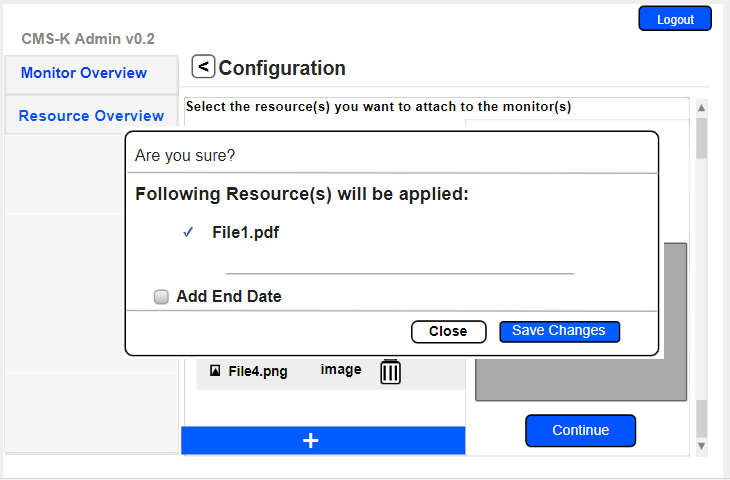 Logout
CMS-K Admin v0.2
Monitor Overview
< Configuration
Resource Overview
Select the resource(s) you want to attach to the monitor(s)
Are you sure?
Following Resource(s) will be applied:
✓ File1.pdf
Add End Date
Close Save Changes
File4.png image
Continue
+